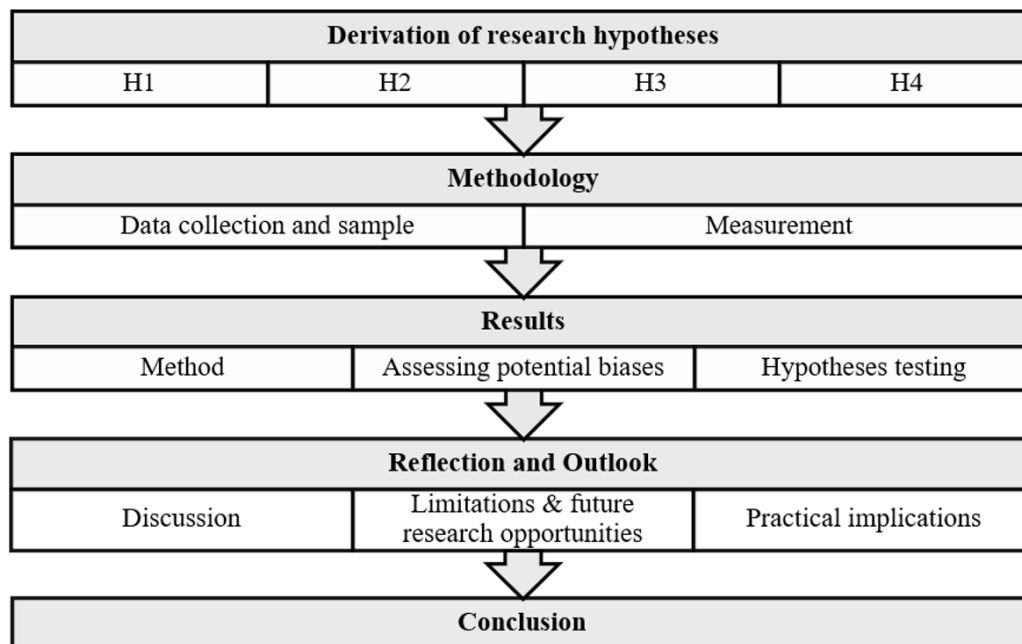 Derivation of research hypotheses
H1 H2 H3 H4
Methodology
Data collection and sample Measurement
Results
Method Assessing potential biases Hypotheses testing
Reflection and Outlook
Discussion
Limitations & future
research opportunities
Practical implications
Conclusion